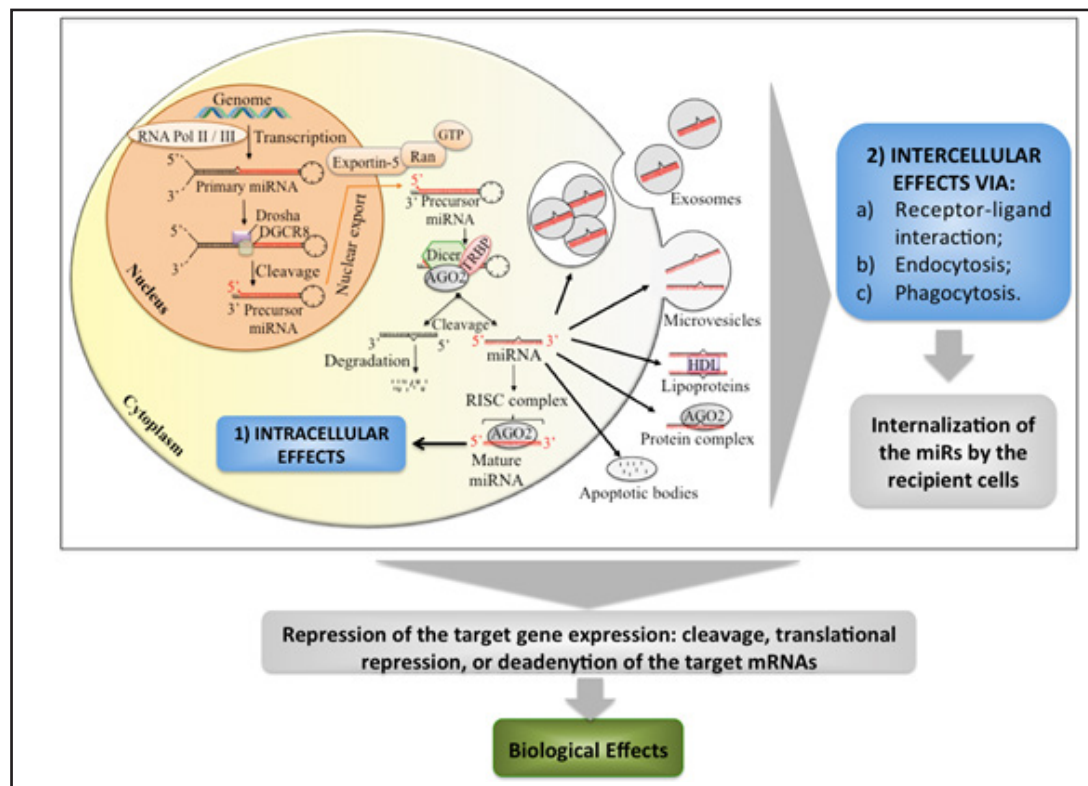 Genome
RNA Pol II / III
Transcription
5’
3’
Primary miRNA
Drosha
DGCR8
5’
3’
Cleavage
5’
3’
Precursor
miRNA
Nucleus
Nuclear export
Exportin-5
Ran
GTP
5’
3’
Precursor
miRNA
Dicer
TRBP
AGO2
Cleavage
3’
5’
Degradation
5’
3’
miRNA
RISC complex
AGO2
5’
3’
Mature
miRNA
Cytoplasm
1) INTRACELLULAR
EFFECTS
Exosomes
Microvesicles
HDL
Lipoproteins
AGO2
Protein complex
Apoptotic bodies
2) INTERCELLULAR
EFFECTS VIA:
a) Receptor-ligand
interaction;
b) Endocytosis;
c) Phagocytosis.
Internalization of
the miRs by the
recipient cells
Repression of the target gene expression: cleavage, translational
repression, or deadenytion of the target mRNAs
Biological Effects